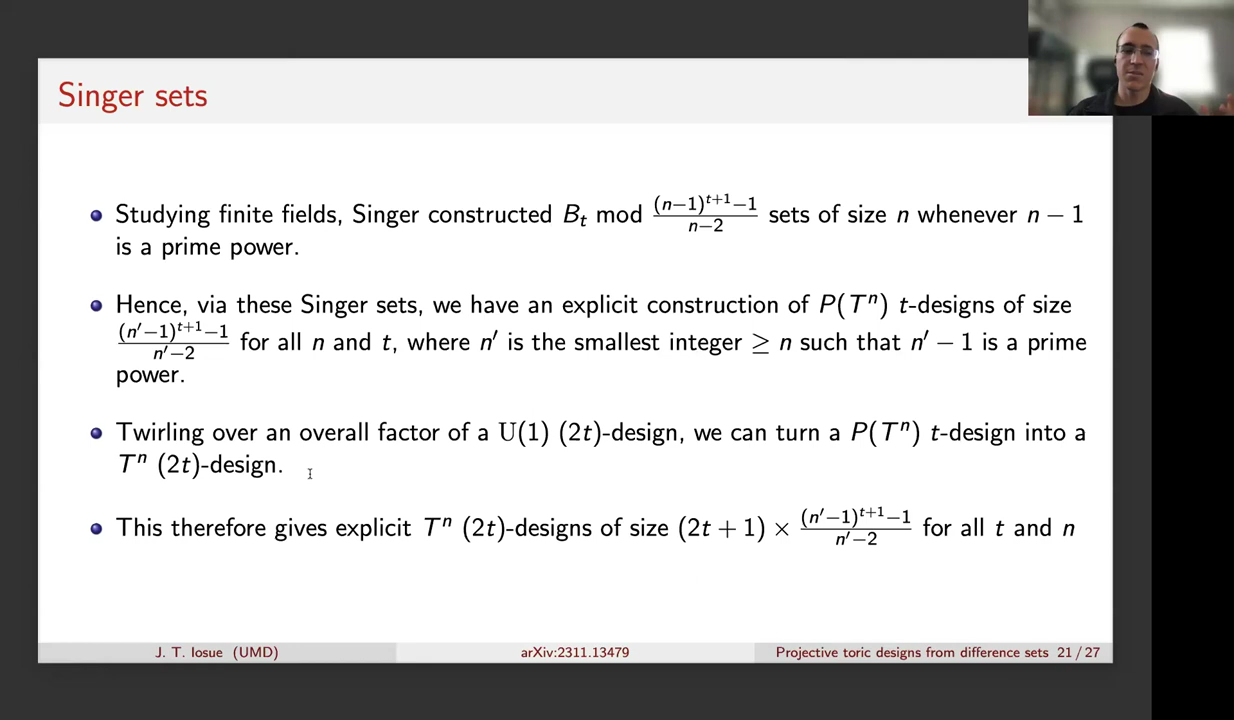 Singer sets
Studying finite fields, Singer constructed B_t mod \frac{(n−1)^{t+1}−1}{n−2} sets of size n whenever n − 1
is a prime power.
Hence, via these Singer sets, we have an explicit construction of P(T^n) t-designs of size
\frac{(n′−1)^{t+1}−1}{n′−2} for all n and t, where n′ is the smallest integer ≥ n such that n′ − 1 is a prime
power.
Twirling over an overall factor of a U(1) (2t)-design, we can turn a P(T^n) t-design into a
T^n (2t)-design.
This therefore gives explicit T^n (2t)-designs of size (2t + 1) × \frac{(n′−1)^{t+1}−1}{n′−2} for all t and n
J. T. Iosue (UMD) arXiv:2311.13479 Projective toric designs from difference sets 21 / 27